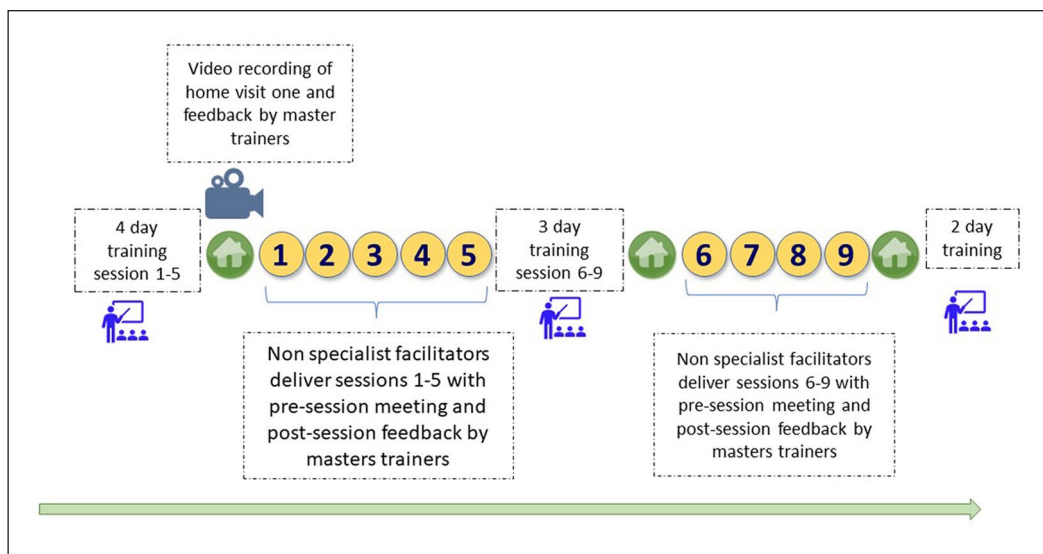 Video recording of
home visit one and
feedback by master
trainers
4 day
training
session 1-5
1 2 3 4 5
3 day
training
session 6-9
6 7 8 9
2 day
training
Non specialist facilitators
deliver sessions 1-5 with
pre-session meeting and
post-session feedback by
masters trainers
Non specialist facilitators
deliver sessions 6-9 with
pre-session meeting and
post-session feedback by
masters trainers